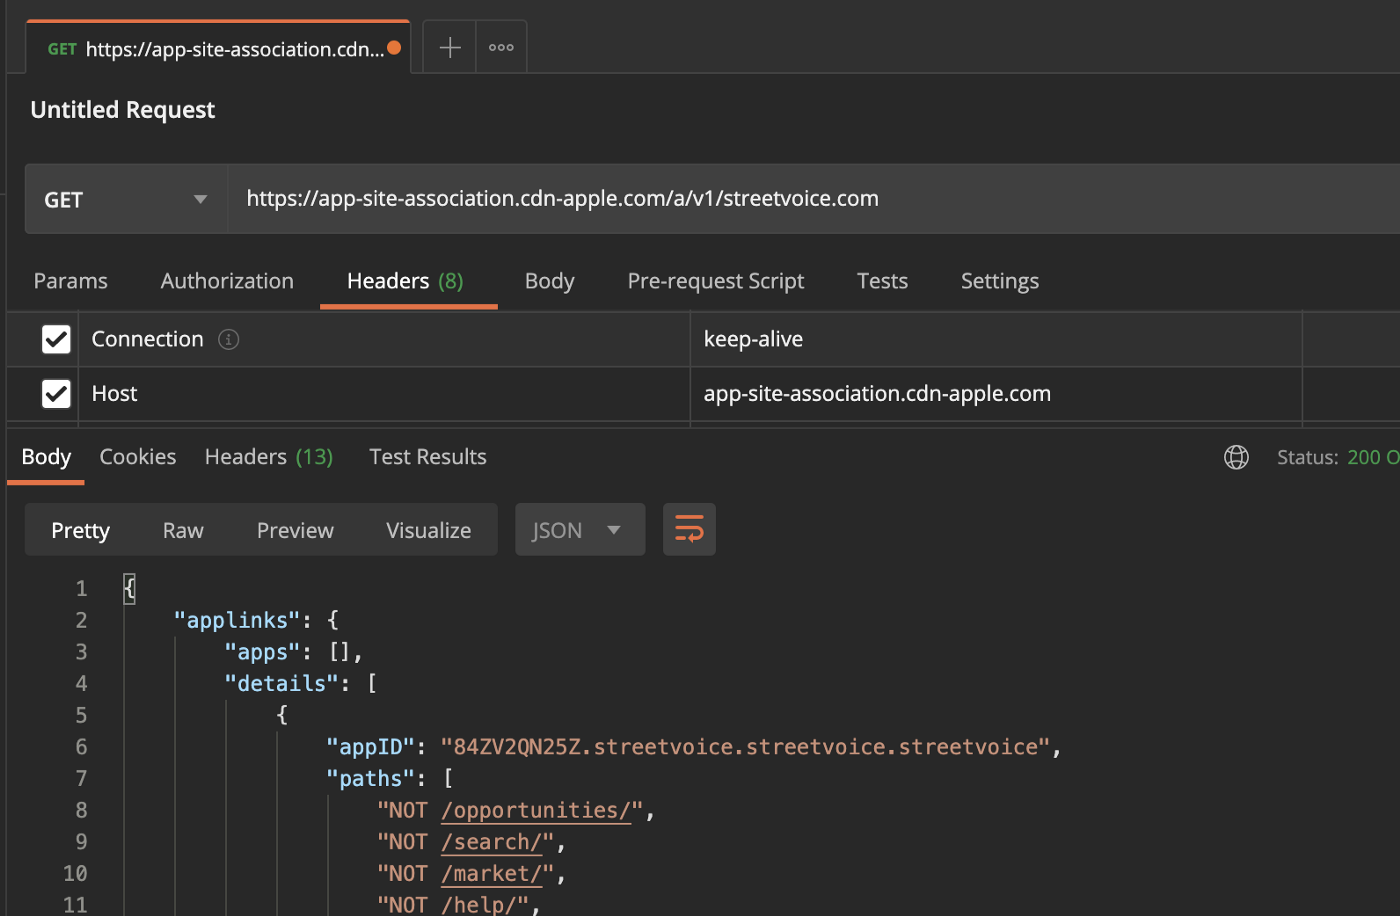 GET https://app-site-association.cdn...
Untitled Request
GET https://app-site-association.cdn-apple.com/a/v1/streetvoice.com
Params Authorization Headers (8) Body Pre-request Script Tests Settings
Connection keep-alive
Host app-site-association.cdn-apple.com
Body Cookies Headers (13) Test Results Status: 200 O
Pretty Raw Preview Visualize JSON
1 {
2 "applinks": {
3 "apps": [],
4 "details": [
5 {
6 "appID": "84ZV2QN25Z.streetvoice.streetvoice.streetvoice",
7 "paths": [
8 "NOT /opportunities/",
9 "NOT /search/",
10 "NOT /market/",
11 "NOT /help/",